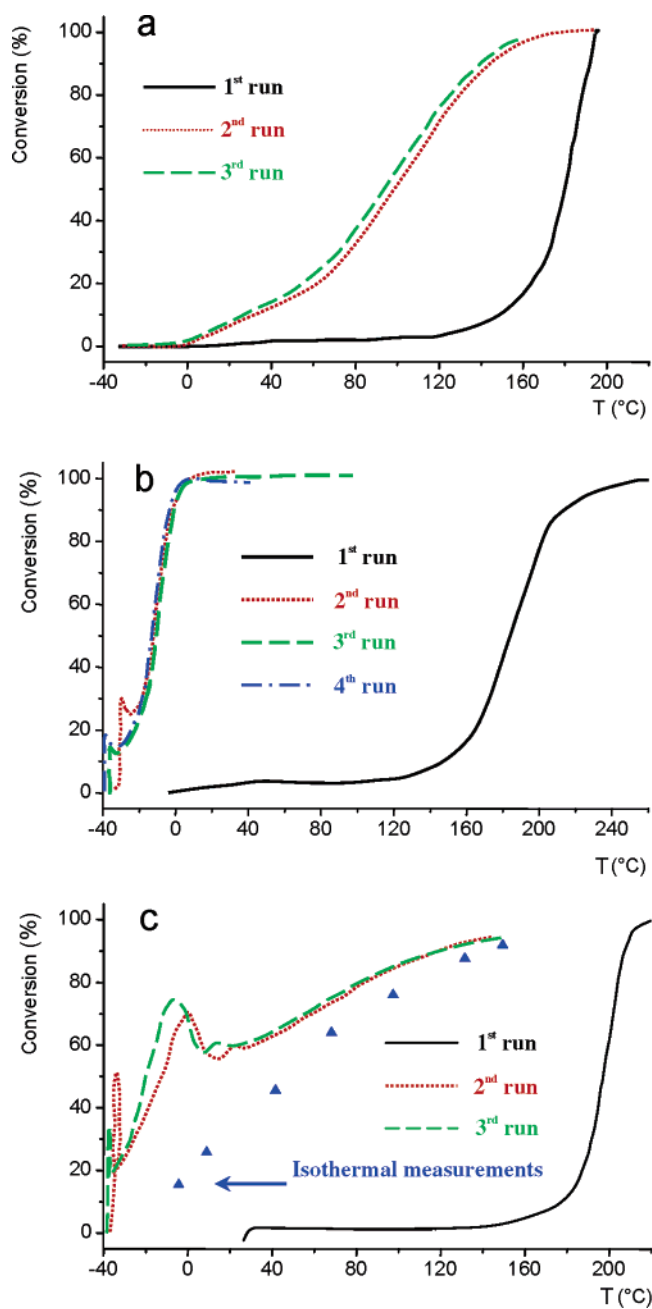 a
Conversion (%)
100
80
60
40
20
0
1st run
2nd run
3rd run
-40 0 40 80 120 160 200
T (°C)
b
Conversion (%)
100
80
60
40
20
0
1st run
2nd run
3rd run
4th run
-40 0 40 80 120 160 200 240
T (°C)
c
Conversion (%)
100
80
60
40
20
0
1st run
2nd run
3rd run
Isothermal measurements
-40 0 40 80 120 160 200
T (°C)